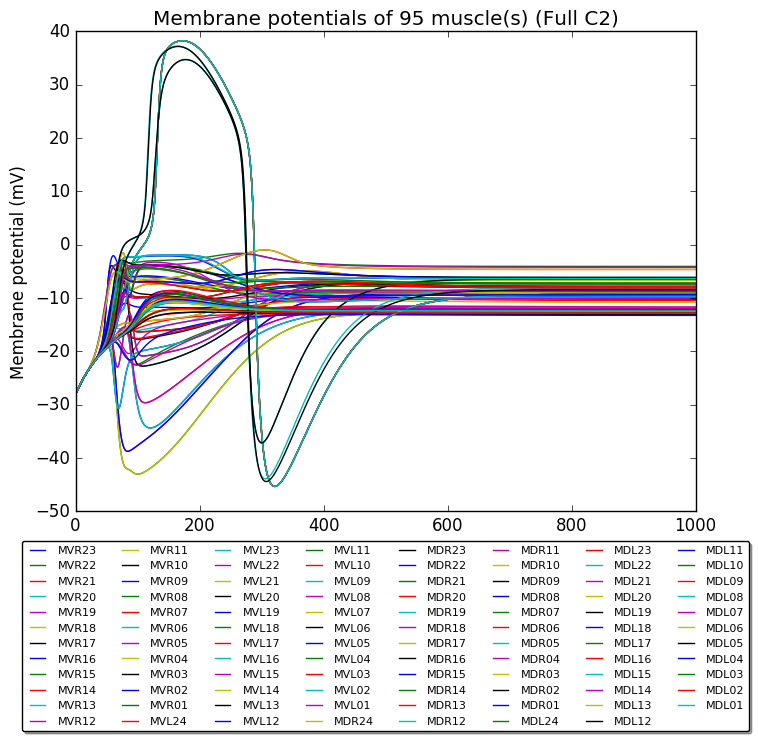 Membrane potentials of 95 muscle(s) (Full C2)
Membrane potential (mV)
40
30
20
10
0
−10
−20
−30
−40
−50
0 200 400 600 800 1000
MVR23 MVR11 MVL23 MVL11 MDR23 MDR11 MDL23 MDL11
MVR22 MVR10 MVL22 MVL10 MDR22 MDR10 MDL22 MDL10
MVR21 MVR09 MVL21 MVL09 MDR21 MDR09 MDL21 MDL09
MVR20 MVR08 MVL20 MVL08 MDR20 MDR08 MDL20 MDL08
MVR19 MVR07 MVL19 MVL07 MDR19 MDR07 MDL19 MDL07
MVR18 MVR06 MVL18 MVL06 MDR18 MDR06 MDL18 MDL06
MVR17 MVR05 MVL17 MVL05 MDR17 MDR05 MDL17 MDL05
MVR16 MVR04 MVL16 MVL04 MDR16 MDR04 MDL16 MDL04
MVR15 MVR03 MVL15 MVL03 MDR15 MDR03 MDL15 MDL03
MVR14 MVR02 MVL14 MVL02 MDR14 MDR02 MDL14 MDL02
MVR13 MVR01 MVL13 MVL01 MDR13 MDR01 MDL13 MDL01
MVR12 MVL24 MVL12 MDR24 MDR12 MDL24 MDL12